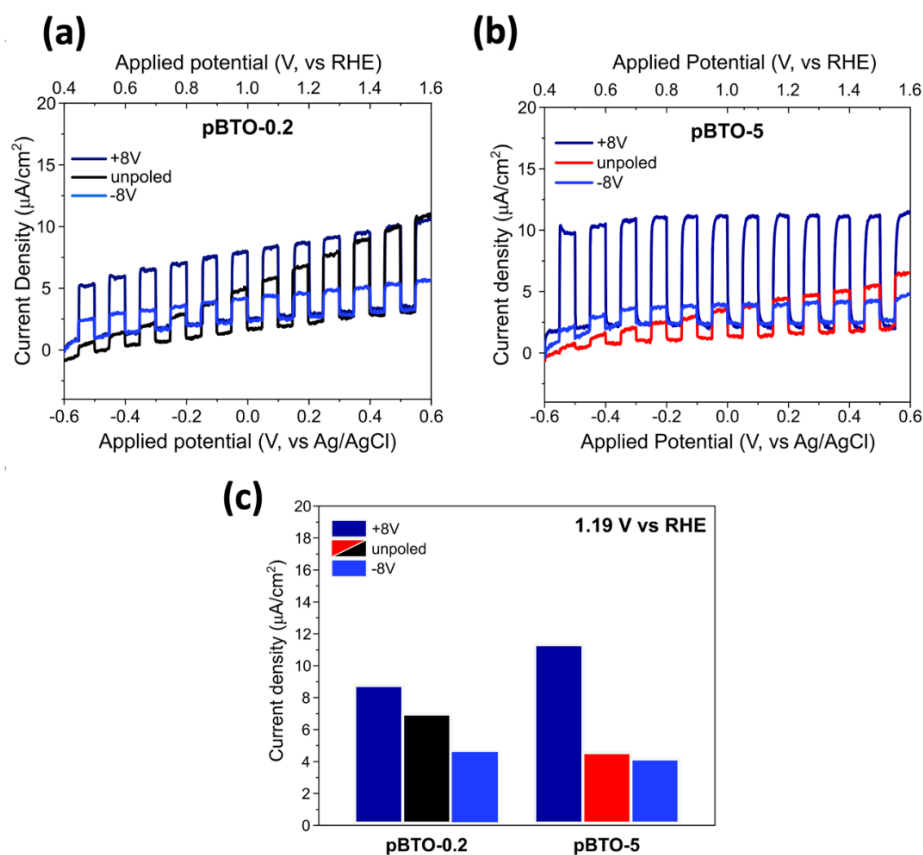 (a)
Applied potential (V, vs RHE)
0.4 0.6 0.8 1.0 1.2 1.4 1.6
pBTO-0.2
+8V
unpoled
-8V
Current Density (μA/cm²)
20
15
10
5
0
-0.6 -0.4 -0.2 0.0 0.2 0.4 0.6
Applied potential (V, vs Ag/AgCl)
(b)
Applied Potential (V, vs RHE)
0.4 0.6 0.8 1.0 1.2 1.4 1.6
pBTO-5
+8V
unpoled
-8V
Current density (μA/cm²)
20
15
10
5
0
-0.6 -0.4 -0.2 0.0 0.2 0.4 0.6
Applied Potential (V, vs Ag/AgCl)
(c)
1.19 V vs RHE
+8V
unpoled
-8V
Current density (μA/cm²)
20
18
16
14
12
10
8
6
4
2
0
pBTO-0.2 pBTO-5